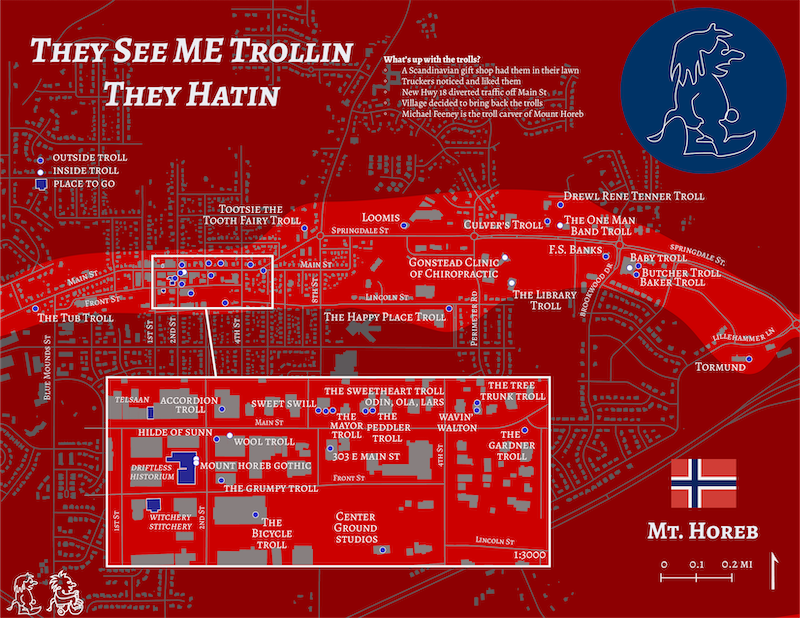 They See ME Trollin
They Hatin
What's up with the trolls?
A Scandinavian gift shop had them in their lawn
Truckers noticed and liked them
New Hwy 18 diverted traffic off Main St
Village decided to bring back the trolls
Michael Feeney is the troll carver of Mount Horeb
Outside Troll
Inside Troll
Place to Go
Drewl Rene Tenner Troll
Tootsie the
Tooth Fairy Troll
Loomis
Culver's Troll
The One Man
Band Troll
Springdale St
F.S. Banks
Springdale St.
Main St
Main St
Gonstead Clinic
of Chiropractic
Baby Troll
Butcher Troll
Baker Troll
Brookwood Dr
Front St
8th St
Lincoln St
The Library
Troll
The Tub Troll
The Happy Place Troll
Perimeter Rd
1st St
2nd St
4th St
Lillehammer Ln
Blue Mounds St
Tormund
Telsaan
Accordion
Troll
Sweet Swill
The Sweetheart Troll
Odin, Ola, Lars
The Tree
Trunk Troll
Main St
The
Mayor
Troll
The
Peddler
Troll
Wavin'
Walton
Hilde of Sunn
Wool Troll
The
Gardner
Troll
303 E Main St
4th St
Driftless
Historium
Mount Horeb Gothic
Front St
The Grumpy Troll
1st St
Witchery
Stitchery
2nd St
The
Bicycle
Troll
Center
Ground
Studios
Lincoln St
1:3000
Mt. Horeb
0 0.1 0.2 MI